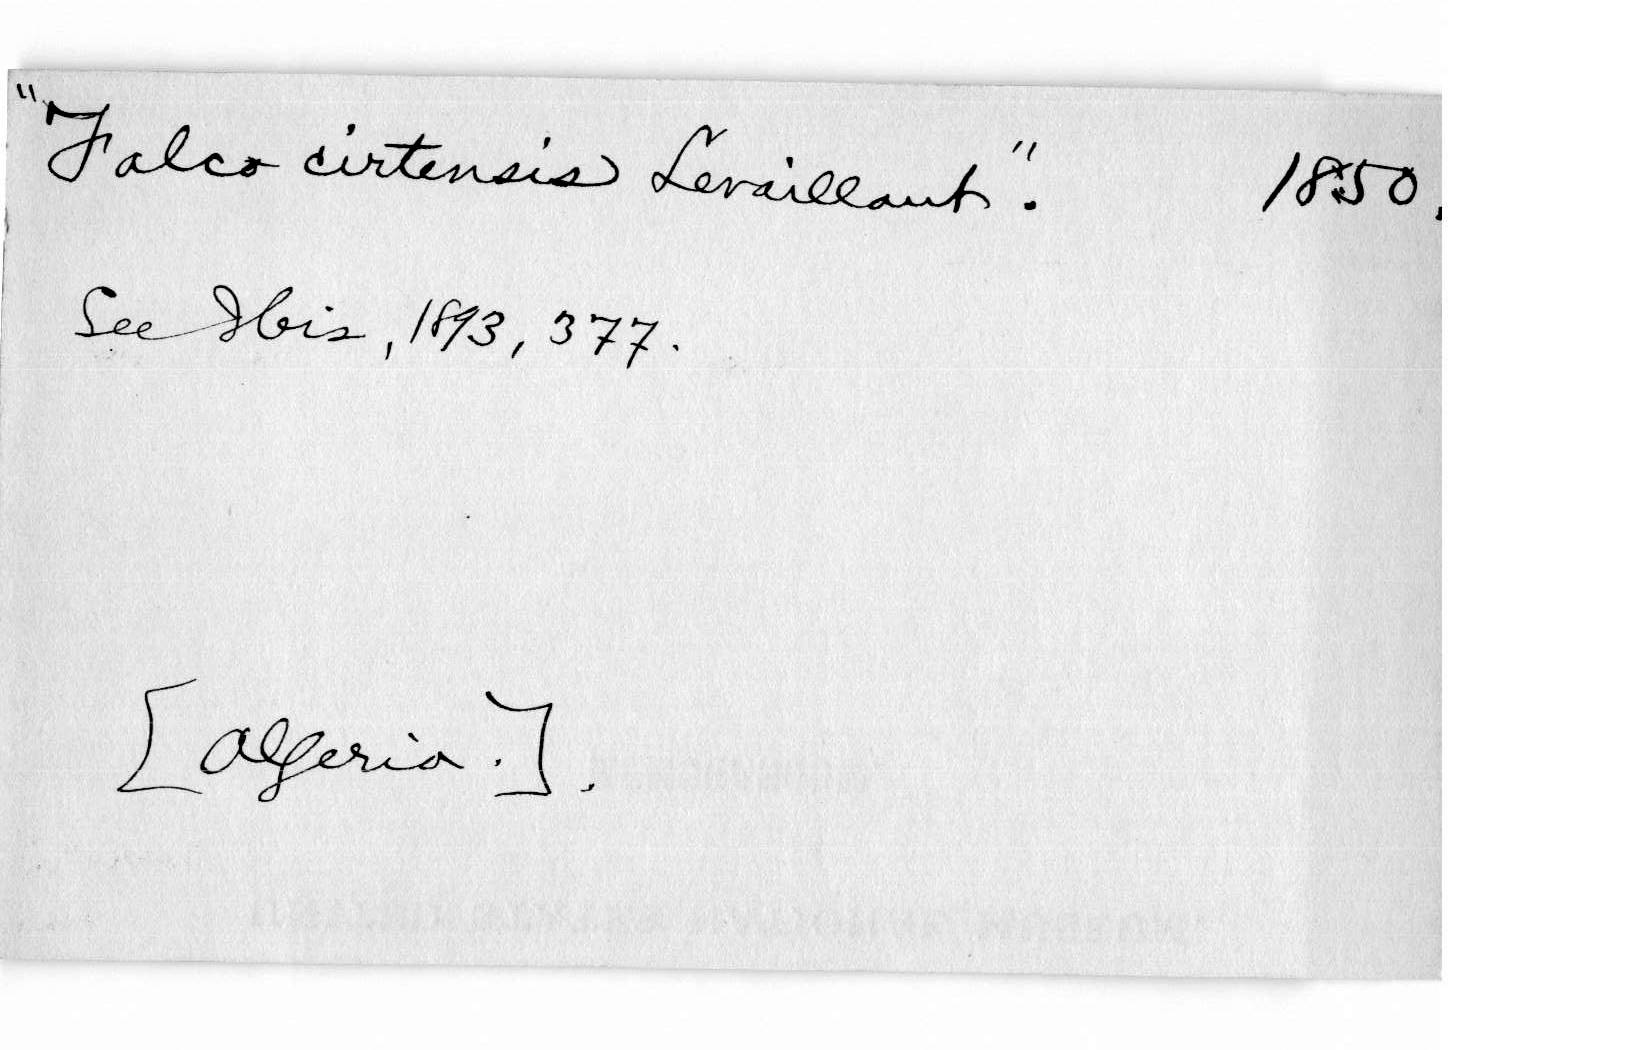 "Falco cirtensis Levaillant". 1850.
See Ibis, 1893, 377.
[Algeria.].